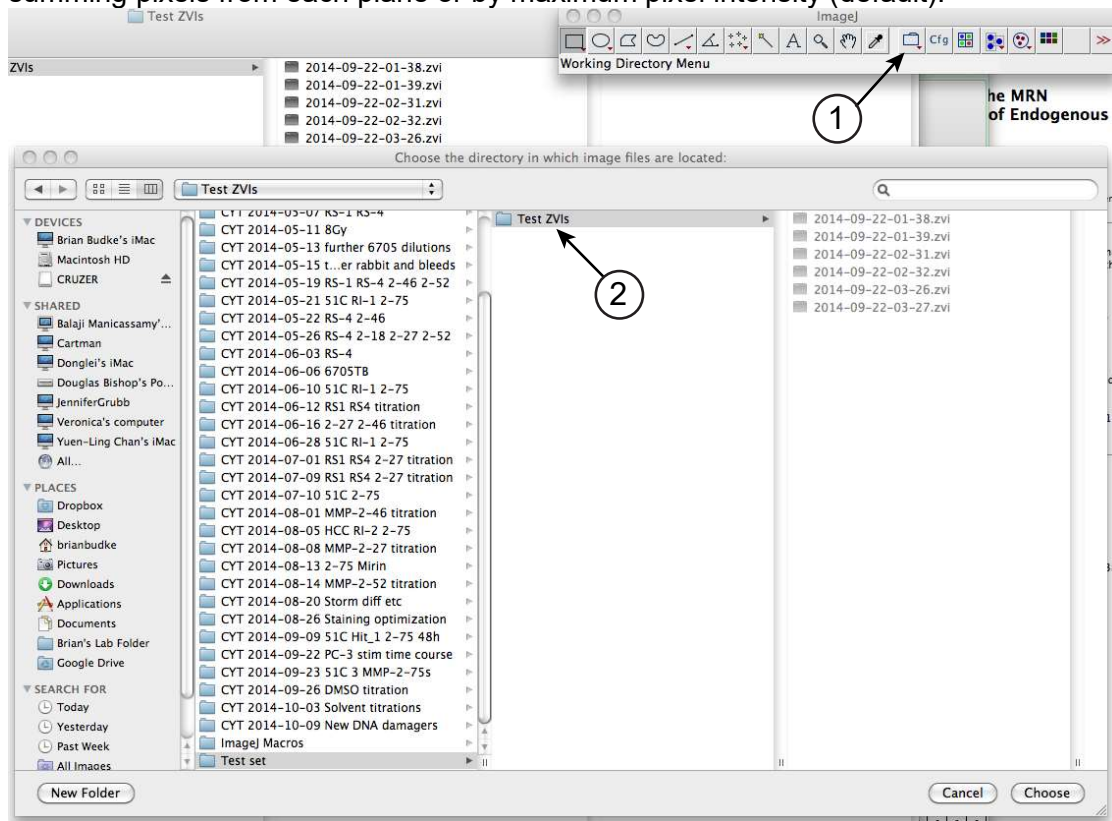 summing pixels from each plane or by maximum pixel intensity (default).
Test ZVIs
ImageJ
A
Cfg
>>
Working Directory Menu
ZVIs
2014-09-22-01-38.zvi
2014-09-22-01-39.zvi
2014-09-22-02-31.zvi
2014-09-22-02-32.zvi
2014-09-22-03-26.zvi
1
he MRN
of Endogenous
Choose the directory in which image files are located:
Test ZVIs
DEVICES
Brian Budke's iMac
Macintosh HD
CRUZER
SHARED
Balaji Manicassamy'...
Cartman
Donglei's iMac
Douglas Bishop's Po...
JenniferGrubb
Veronica's computer
Yuen-Ling Chan's iMac
All...
PLACES
Dropbox
Desktop
brianbudke
Pictures
Downloads
Applications
Documents
Brian's Lab Folder
Google Drive
SEARCH FOR
Today
Yesterday
Past Week
All Images
CYT 2014-05-07 RS-1 RS-4
CYT 2014-05-11 8Gy
CYT 2014-05-13 further 6705 dilutions
CYT 2014-05-15 t...er rabbit and bleeds
CYT 2014-05-19 RS-1 RS-4 2-46 2-52
CYT 2014-05-21 51C RI-1 2-75
CYT 2014-05-22 RS-4 2-46
CYT 2014-05-26 RS-4 2-18 2-27 2-52
CYT 2014-06-03 RS-4
CYT 2014-06-06 6705TB
CYT 2014-06-10 51C RI-1 2-75
CYT 2014-06-12 RS1 RS4 titration
CYT 2014-06-16 2-27 2-46 titration
CYT 2014-06-28 51C RI-1 2-75
CYT 2014-07-01 RS1 RS4 2-27 titration
CYT 2014-07-09 RS1 RS4 2-27 titration
CYT 2014-07-10 51C 2-75
CYT 2014-08-01 MMP-2-46 titration
CYT 2014-08-05 HCC RI-2 2-75
CYT 2014-08-08 MMP-2-27 titration
CYT 2014-08-13 2-75 Mirin
CYT 2014-08-14 MMP-2-52 titration
CYT 2014-08-20 Storm diff etc
CYT 2014-08-26 Staining optimization
CYT 2014-09-09 51C Hit_1 2-75 48h
CYT 2014-09-22 PC-3 stim time course
CYT 2014-09-23 51C 3 MMP-2-75s
CYT 2014-09-26 DMSO titration
CYT 2014-10-03 Solvent titrations
CYT 2014-10-09 New DNA damagers
ImageJ Macros
Test set
Test ZVIs
2
2014-09-22-01-38.zvi
2014-09-22-01-39.zvi
2014-09-22-02-31.zvi
2014-09-22-02-32.zvi
2014-09-22-03-26.zvi
2014-09-22-03-27.zvi
New Folder
Cancel
Choose